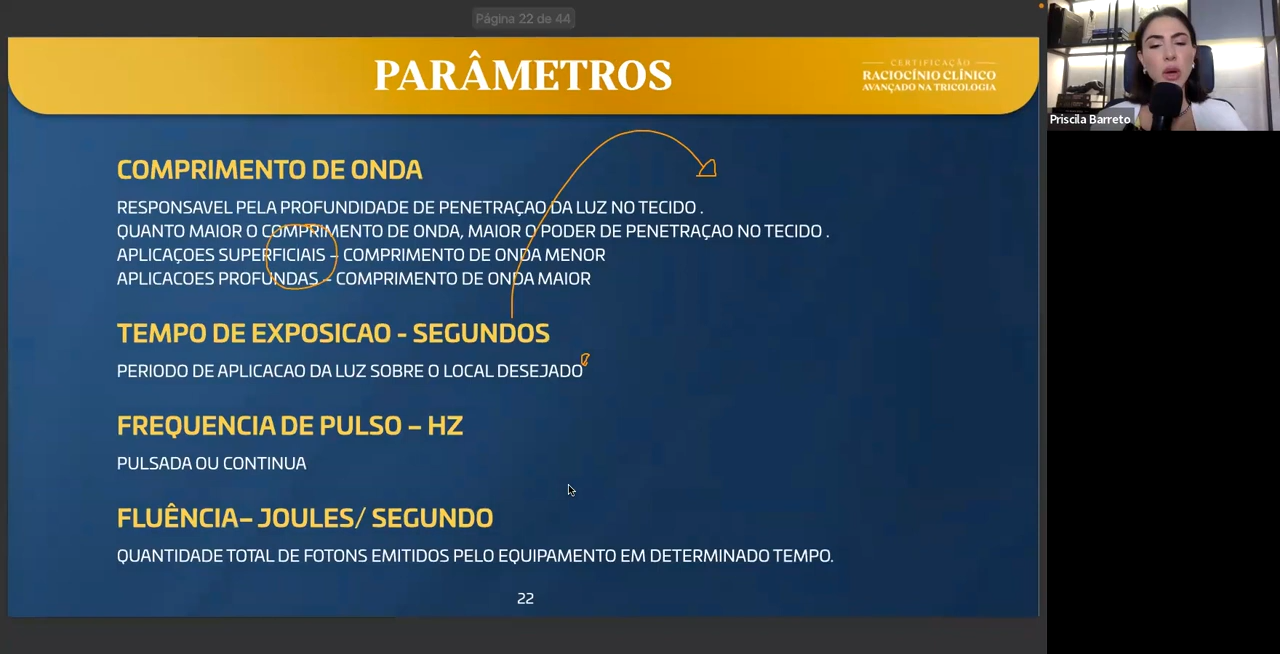 Página 22 de 44
PARÂMETROS
CERTIFICAÇÃO
RACIOCÍNIO CLÍNICO
AVANÇADO NA TRICOLOGIA
Priscila Barreto
COMPRIMENTO DE ONDA
RESPONSAVEL PELA PROFUNDIDADE DE PENETRAÇAO DA LUZ NO TECIDO .
QUANTO MAIOR O COMPRIMENTO DE ONDA, MAIOR O PODER DE PENETRAÇAO NO TECIDO .
APLICAÇOES SUPERFICIAIS – COMPRIMENTO DE ONDA MENOR
APLICACOES PROFUNDAS – COMPRIMENTO DE ONDA MAIOR
TEMPO DE EXPOSICAO - SEGUNDOS
PERIODO DE APLICACAO DA LUZ SOBRE O LOCAL DESEJADO
FREQUENCIA DE PULSO – HZ
PULSADA OU CONTINUA
FLUÊNCIA– JOULES/ SEGUNDO
QUANTIDADE TOTAL DE FOTONS EMITIDOS PELO EQUIPAMENTO EM DETERMINADO TEMPO.
22